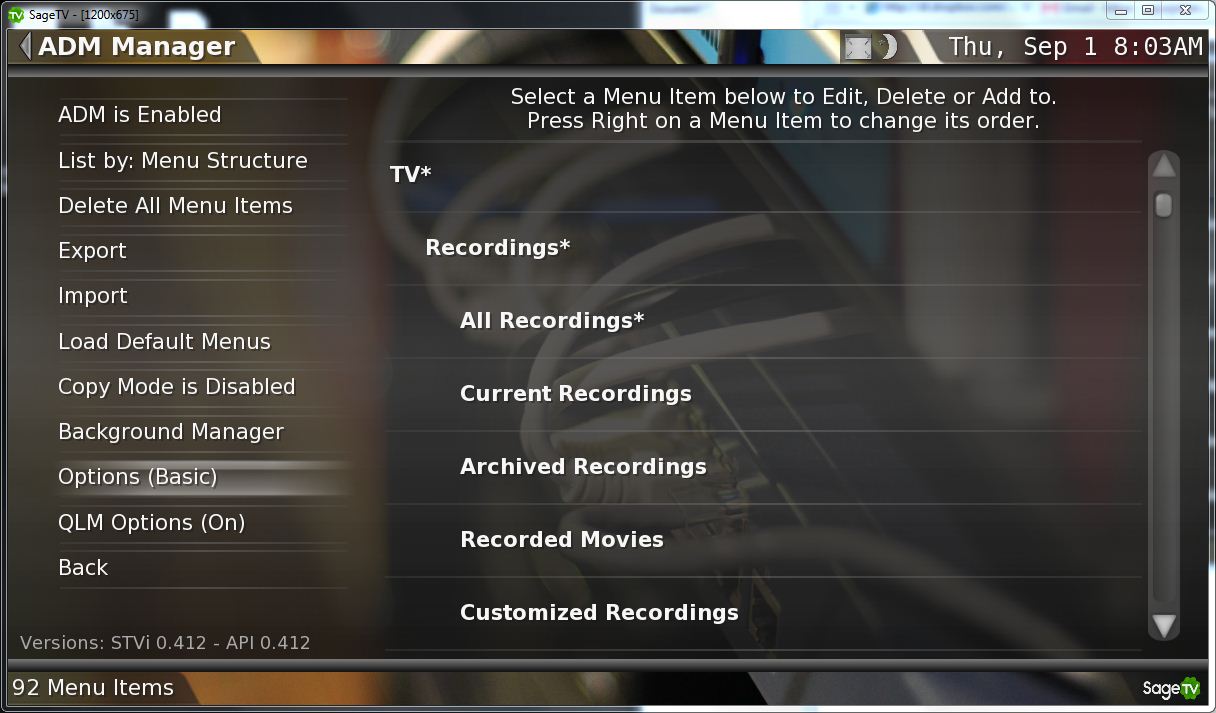 SageTV - [1200x675]
ADM Manager
Thu, Sep 1 8:03AM
ADM is Enabled
List by: Menu Structure
Delete All Menu Items
Export
Import
Load Default Menus
Copy Mode is Disabled
Background Manager
Options (Basic)
QLM Options (On)
Back
Versions: STVi 0.412 - API 0.412
Select a Menu Item below to Edit, Delete or Add to.
Press Right on a Menu Item to change its order.
TV*
Recordings*
All Recordings*
Current Recordings
Archived Recordings
Recorded Movies
Customized Recordings
92 Menu Items
SageTV